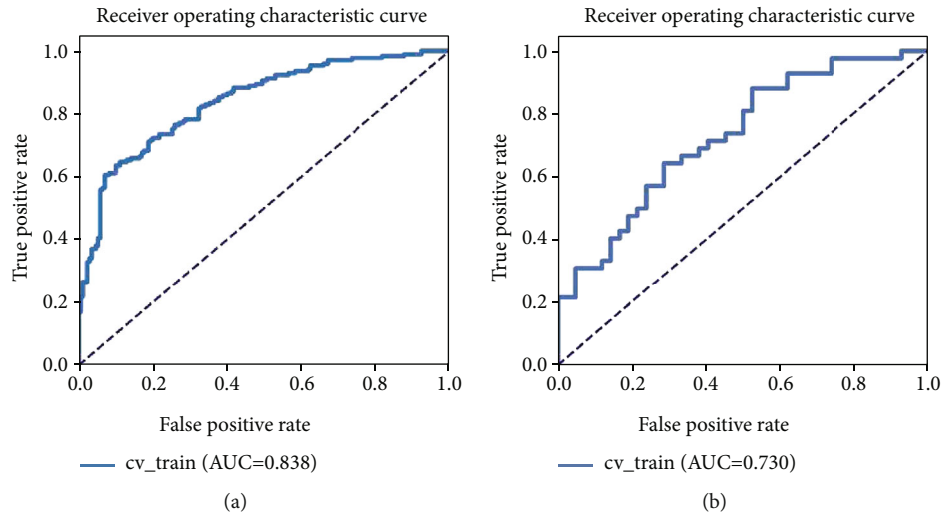 Receiver operating characteristic curve
1.0
0.8
0.6
0.4
0.2
0.0
True positive rate
0.0 0.2 0.4 0.6 0.8 1.0
False positive rate
cv_train (AUC=0.838)
(a)
Receiver operating characteristic curve
1.0
0.8
0.6
0.4
0.2
0.0
True positive rate
0.0 0.2 0.4 0.6 0.8 1.0
False positive rate
cv_train (AUC=0.730)
(b)